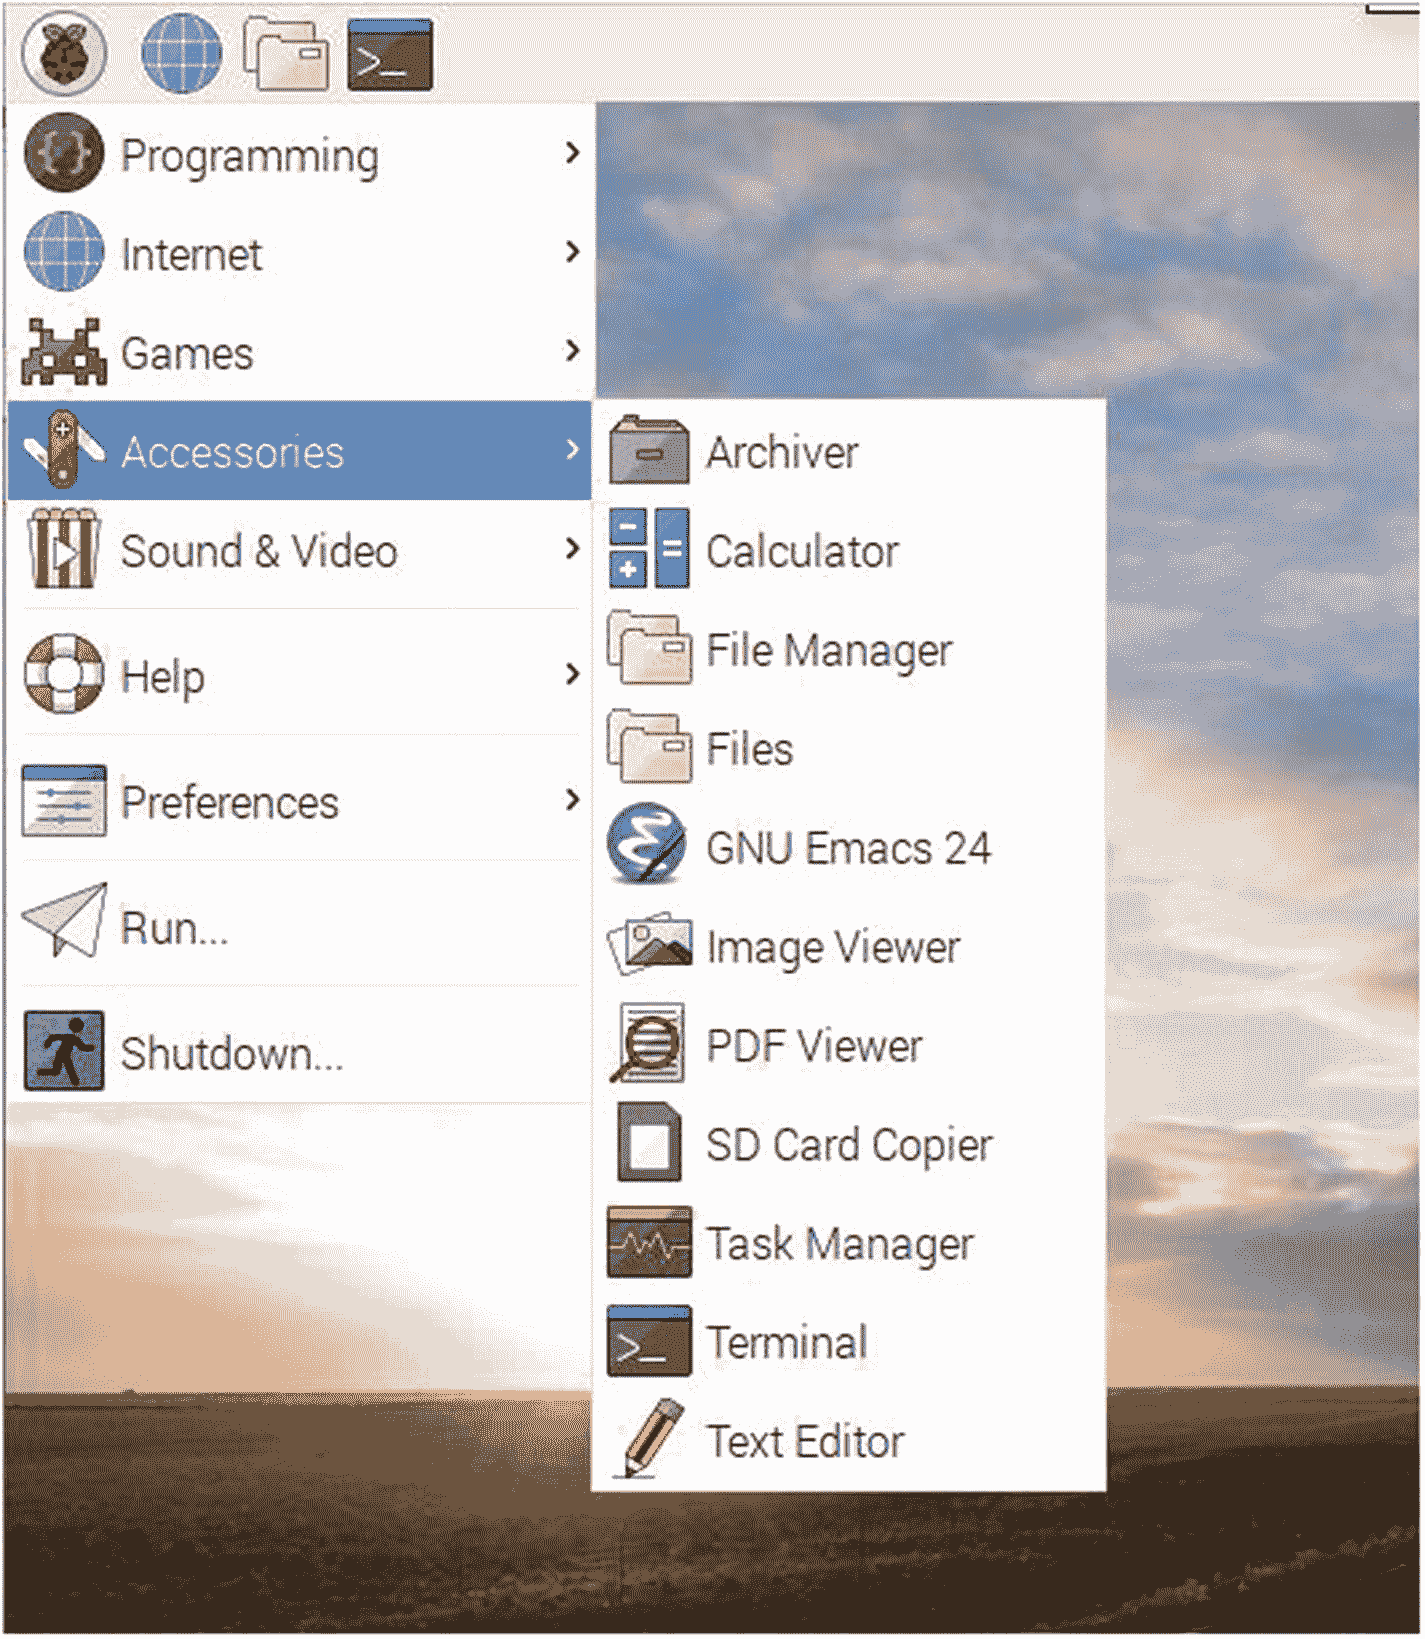 Programming
Internet
Games
Accessories
Sound & Video
Help
Preferences
Run...
Shutdown...
Archiver
Calculator
File Manager
Files
GNU Emacs 24
Image Viewer
PDF Viewer
SD Card Copier
Task Manager
Terminal
Text Editor